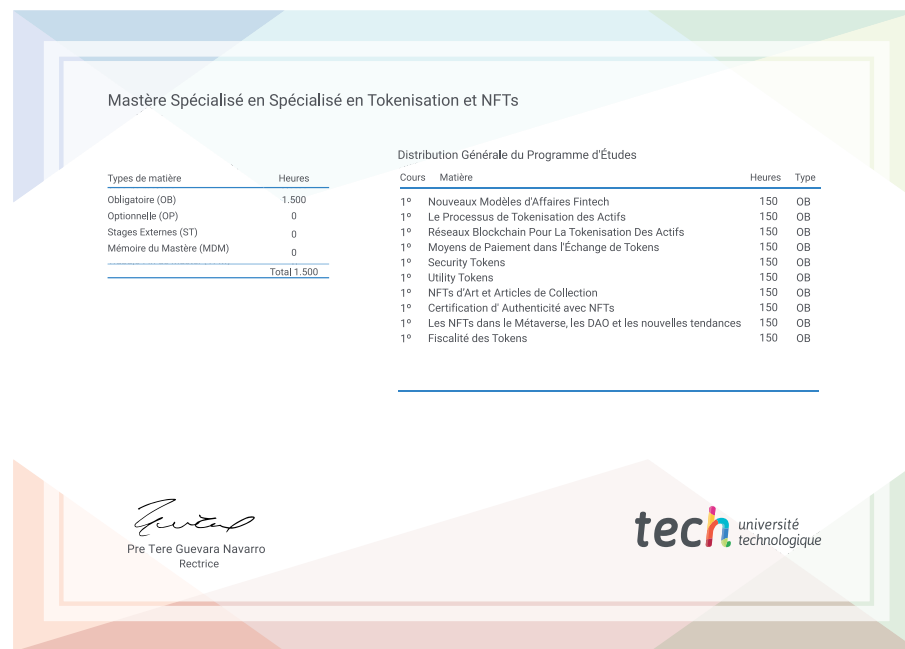 Mastère Spécialisé en Spécialisé en Tokenisation et NFTs
Types de matière Heures
Obligatoire (OB) 1.500
Optionnelle (OP) 0
Stages Externes (ST) 0
Mémoire du Mastère (MDM) 0
Total 1.500
Distribution Générale du Programme d'Études
Cours Matière Heures Type
1º Nouveaux Modèles d'Affaires Fintech 150 OB
1º Le Processus de Tokenisation des Actifs 150 OB
1º Réseaux Blockchain Pour La Tokenisation Des Actifs 150 OB
1º Moyens de Paiement dans l'Échange de Tokens 150 OB
1º Security Tokens 150 OB
1º Utility Tokens 150 OB
1º NFTs d'Art et Articles de Collection 150 OB
1º Certification d' Authenticité avec NFTs 150 OB
1º Les NFTs dans le Métaverse, les DAO et les nouvelles tendances 150 OB
1º Fiscalité des Tokens 150 OB
Pre Tere Guevara Navarro
Rectrice
tech université
technologique